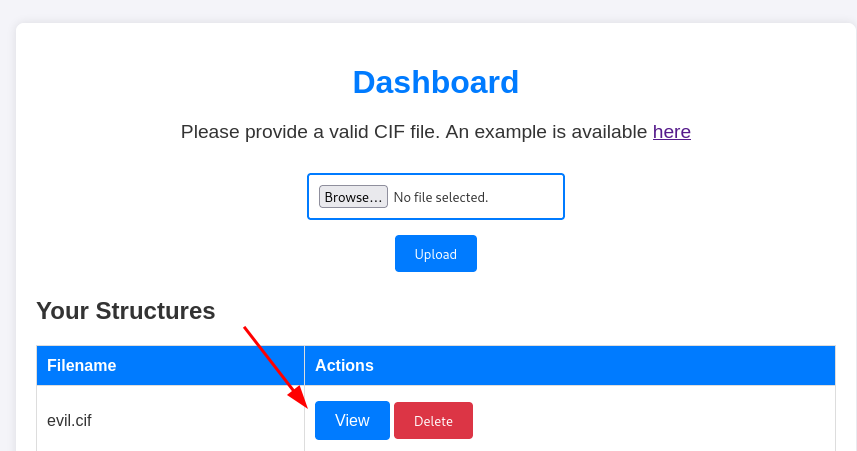 Dashboard
Please provide a valid CIF file. An example is available here
Browse... No file selected.
Upload
Your Structures
Filename Actions
evil.cif View Delete